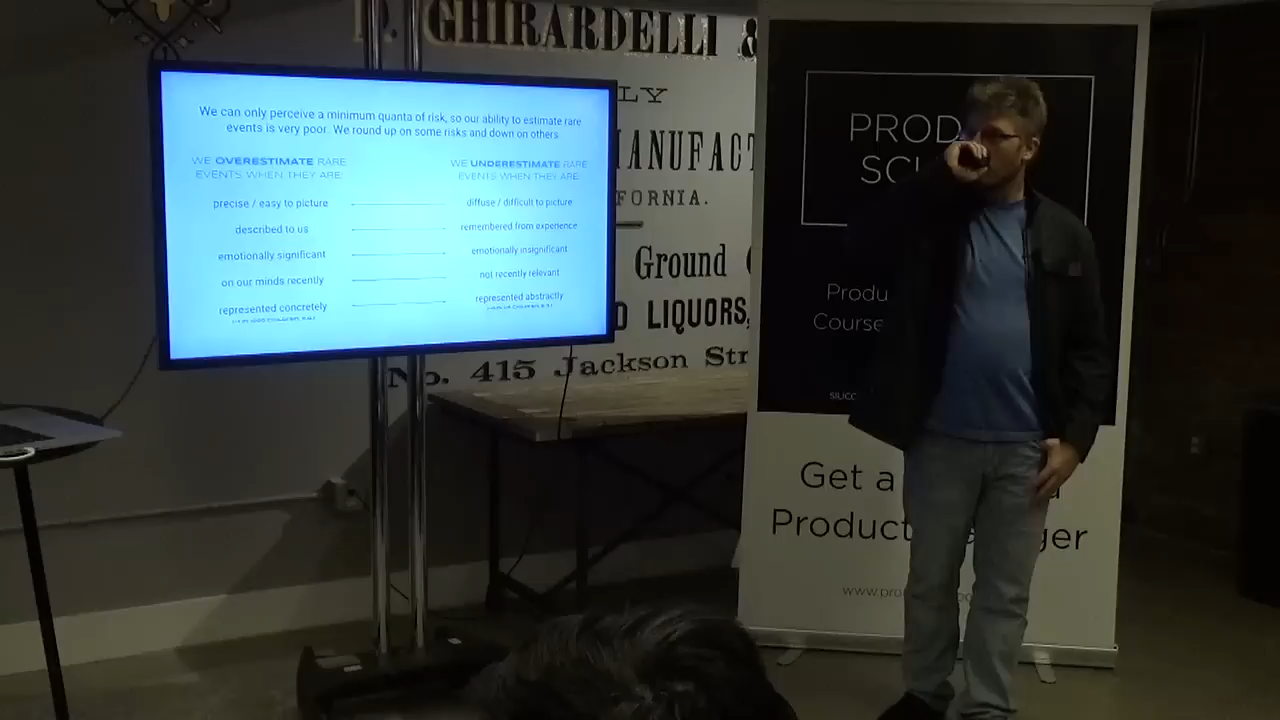 D. GHIRARDELLI &
LY
MANUFACT
FORNIA.
Ground
LIQUORS,
No. 415 Jackson Str
We can only perceive a minimum quanta of risk, so our ability to estimate rare
events is very poor. We round up on some risks and down on others.
WE OVERESTIMATE RARE
EVENTS WHEN THEY ARE:
precise / easy to picture
described to us
emotionally significant
on our minds recently
represented concretely
WE UNDERESTIMATE RARE
EVENTS WHEN THEY ARE:
diffuse / difficult to picture
remembered from experience
emotionally insignificant
not recently relevant
represented abstractly
PROD
SC
Produ
Course
SILICO
Get a
Product ger
www.pro